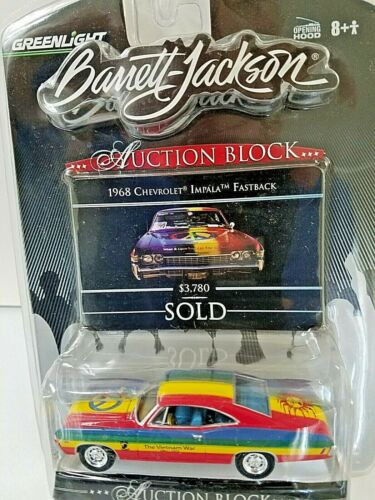 GREENLIGHT
OPENING HOOD
8+
Barrett-Jackson®
AUCTION BLOCK
1968 CHEVROLET® IMPALA™ FASTBACK
$3,780
SOLD
The Vietnam War
AUCTION BLOCK